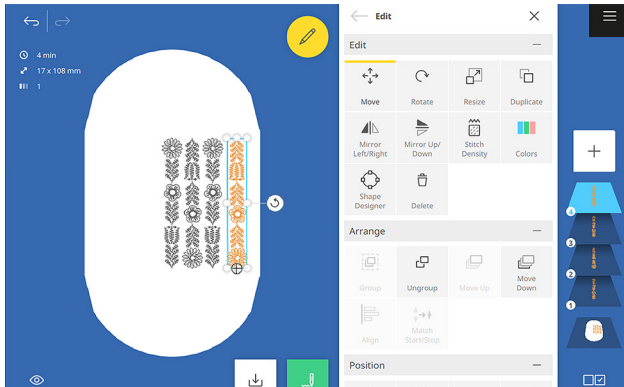 4 min
17 x 108 mm
1
Edit
Edit
Move
Rotate
Resize
Duplicate
Mirror
Left/Right
Mirror Up/
Down
Stitch
Density
Colors
Shape
Designer
Delete
Arrange
Group
Ungroup
Move Up
Move
Down
Align
Match
Start/Stop
Position
4
3
2
1